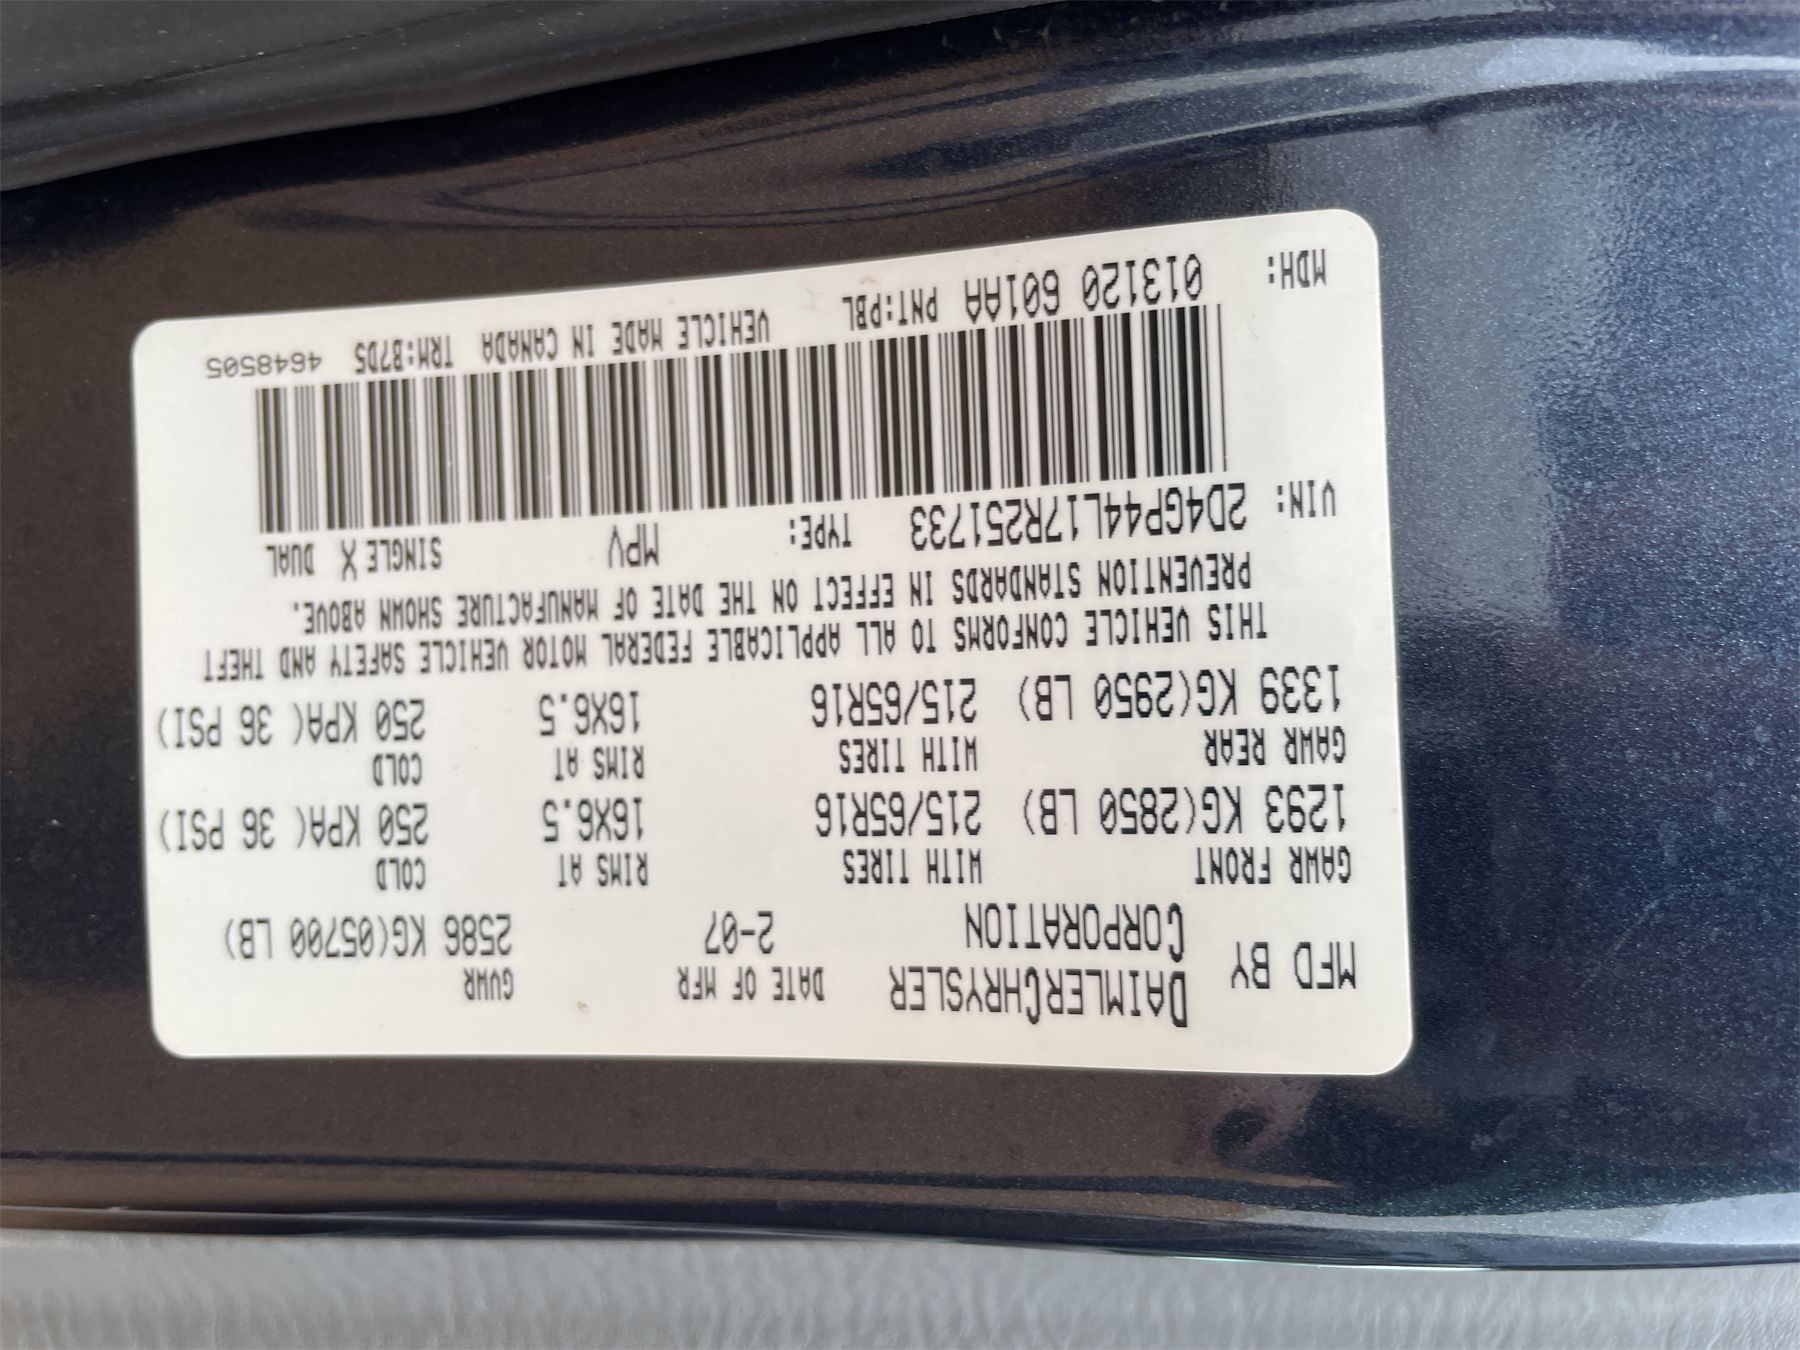 MFD BY DAIMLERCHRYSLER CORPORATION DATE OF MFR 2-07 GVWR 2586 KG(05700 LB)
GAWR FRONT WITH TIRES RIMS AT COLD
1293 KG(2850 LB) 215/65R16 16X6.5 250 KPA( 36 PSI)
GAWR REAR WITH TIRES RIMS AT COLD
1339 KG(2950 LB) 215/65R16 16X6.5 250 KPA( 36 PSI)
THIS VEHICLE CONFORMS TO ALL APPLICABLE FEDERAL MOTOR VEHICLE SAFETY AND THEFT
PREVENTION STANDARDS IN EFFECT ON THE DATE OF MANUFACTURE SHOWN ABOVE.
VIN: 2D4GP44L17R251733 TYPE: MPV SINGLE X DUAL
MDH: 013120 601AA PNT:PBL VEHICLE MADE IN CANADA TRM:B7D5 4648505